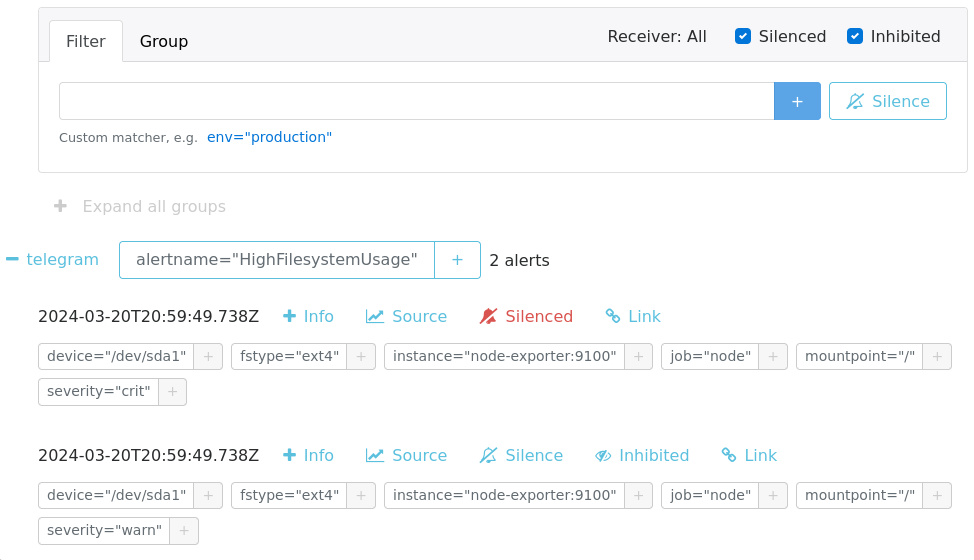 Filter Group Receiver: All Silenced Inhibited
+ Silence
Custom matcher, e.g. env="production"
+ Expand all groups
− telegram alertname="HighFilesystemUsage" + 2 alerts
2024-03-20T20:59:49.738Z + Info Source Silenced Link
device="/dev/sda1" + fstype="ext4" + instance="node-exporter:9100" + job="node" + mountpoint="/" +
severity="crit" +
2024-03-20T20:59:49.738Z + Info Source Silence Inhibited Link
device="/dev/sda1" + fstype="ext4" + instance="node-exporter:9100" + job="node" + mountpoint="/" +
severity="warn" +